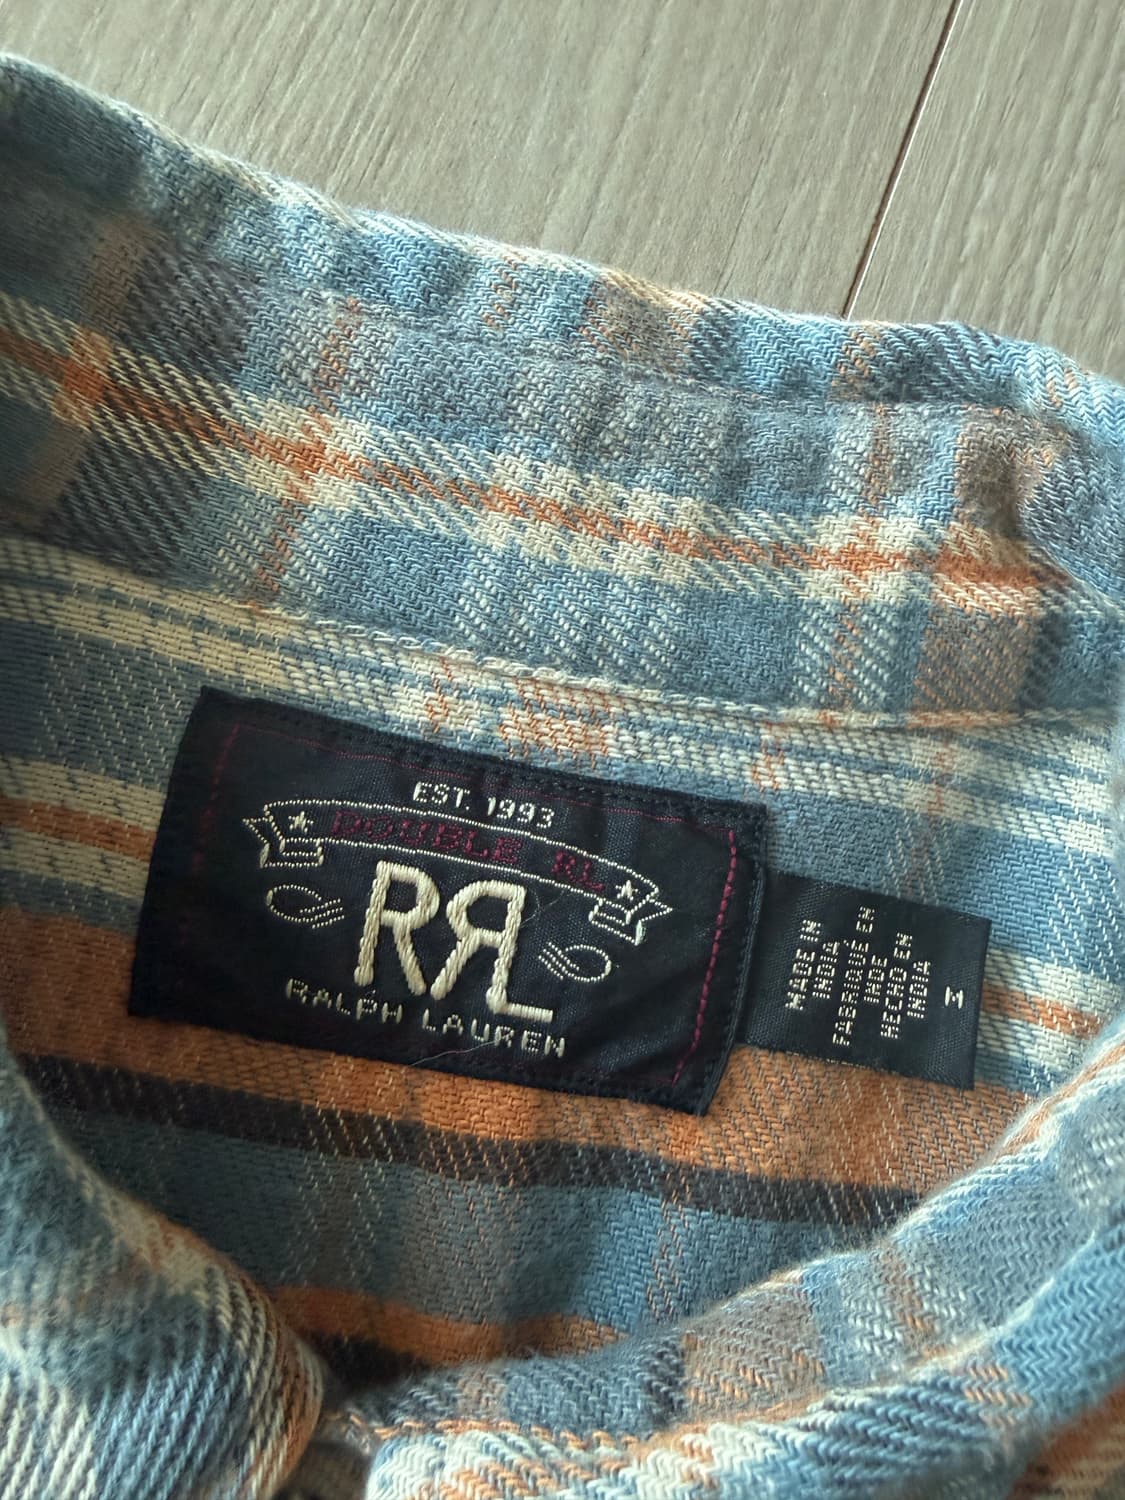 EST. 1993
DOUBLE RL
RRL
RALPH LAUREN
MADE IN
INDIA
FABRIQUÉ EN
INDE
HECHO EN
INDIA
M